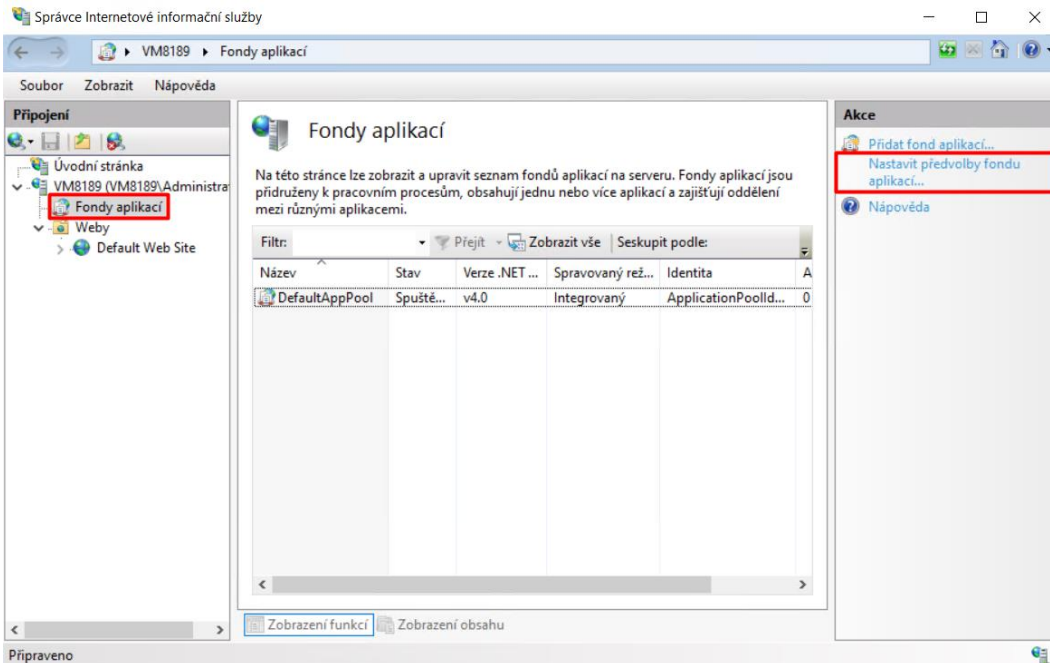 Správce Internetové informační služby
VM8189 Fondy aplikací
Soubor Zobrazit Nápověda
Připojení
Úvodní stránka
VM8189 (VM8189\Administra
Fondy aplikací
Weby
Default Web Site
Fondy aplikací
Na této stránce lze zobrazit a upravit seznam fondů aplikací na serveru. Fondy aplikací jsou
přidruženy k pracovním procesům, obsahují jednu nebo více aplikací a zajišťují oddělení
mezi různými aplikacemi.
Filtr: Přejít Zobrazit vše Seskupit podle:
Název Stav Verze .NET ... Spravovaný rež... Identita A
DefaultAppPool Spuště... v4.0 Integrovaný ApplicationPoolId... 0
Zobrazení funkcí Zobrazení obsahu
Akce
Přidat fond aplikací...
Nastavit předvolby fondu
aplikací...
Nápověda
Připraveno